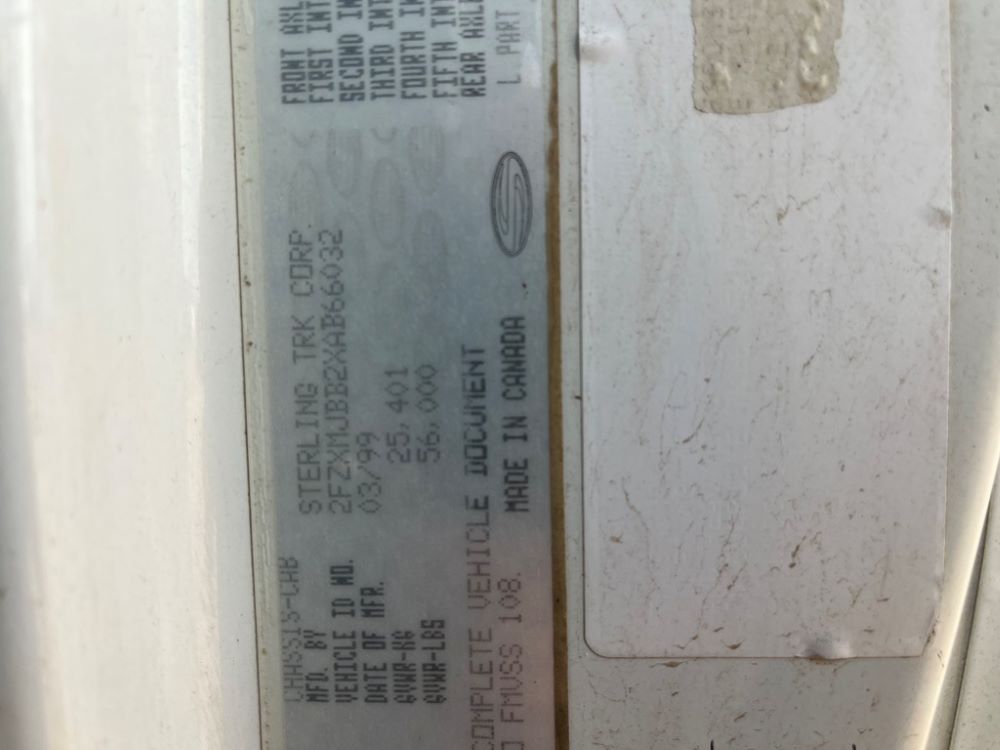 CHASSIS-CAB
MFD. BY STERLING TRK CORP.
VEHICLE ID NO. 2FZXMJBB2XAB66032
DATE OF MFR. 03/99
GVWR-KG 25,401
GVWR-LBS 56,000
COMPLETE VEHICLE DOCUMENT
FMVSS 108. MADE IN CANADA
FRONT AXL
FIRST INT
SECOND IN
THIRD INT
FOURTH IN
FIFTH INT
REAR AXLE
L PART